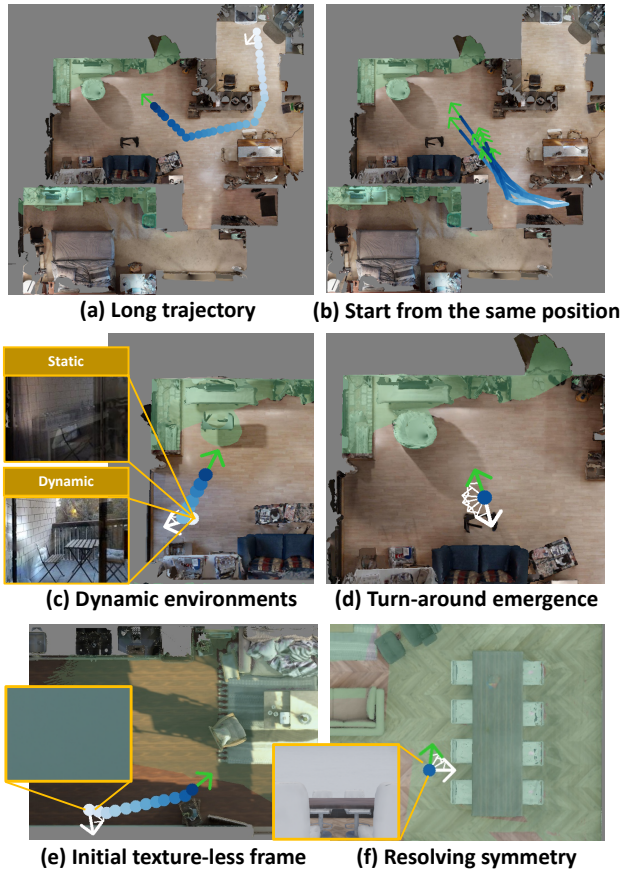 (a) Long trajectory
(b) Start from the same position
Static
Dynamic
(c) Dynamic environments
(d) Turn-around emergence
(e) Initial texture-less frame
(f) Resolving symmetry